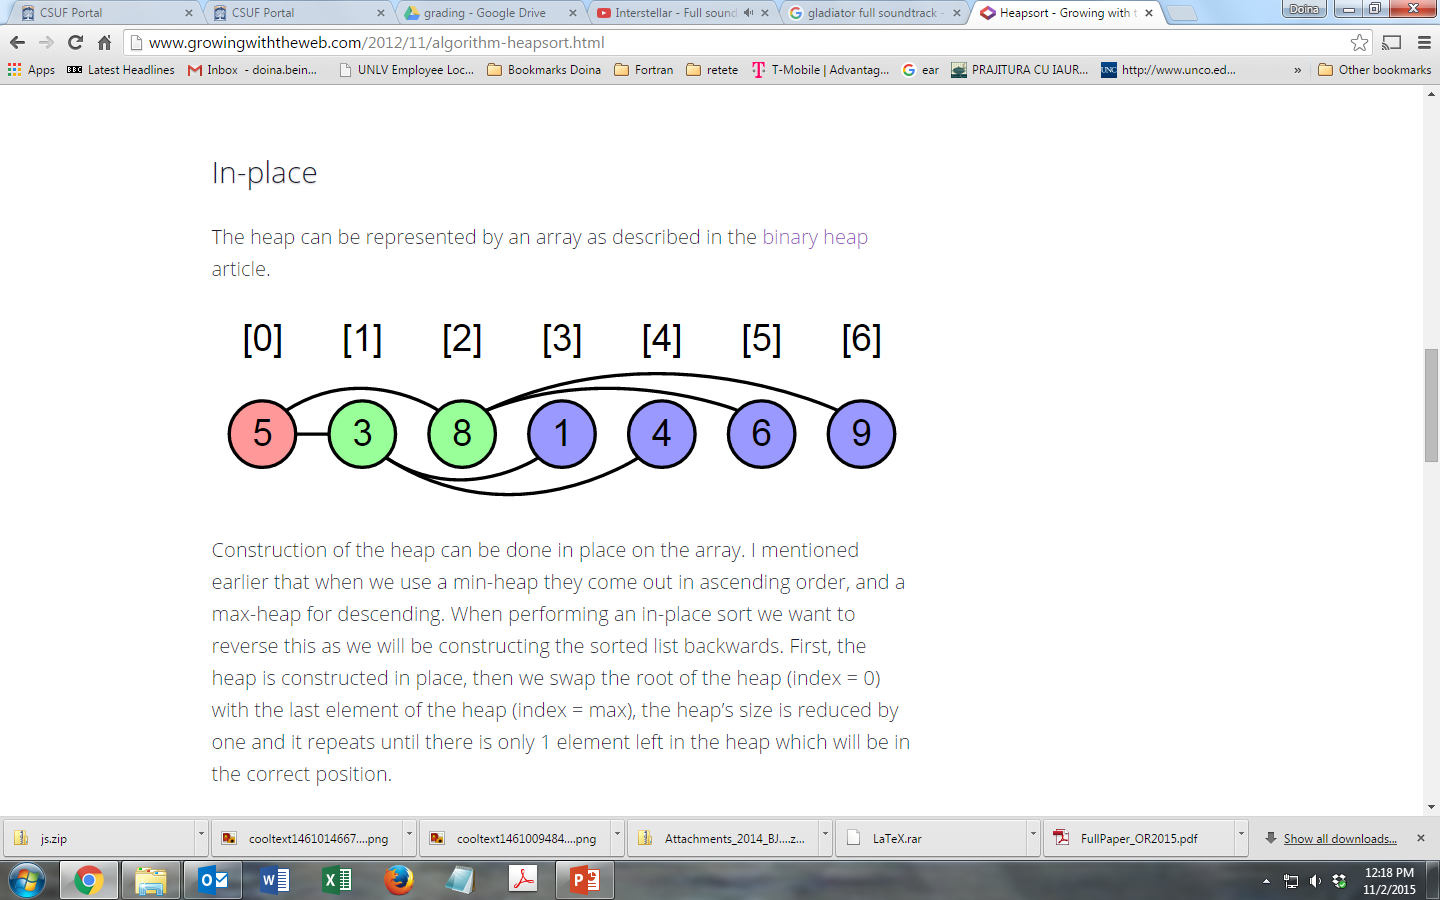 CSUF Portal
CSUF Portal
grading - Google Drive
Interstellar - Full sound
gladiator full soundtrack -
Heapsort - Growing with t
Doina
www.growingwiththeweb.com/2012/11/algorithm-heapsort.html
Apps
BBC Latest Headlines
Inbox - doina.bein...
UNLV Employee Loc...
Bookmarks Doina
Fortran
retete
T-Mobile | Advantag...
ear
PRAJITURA CU IAUR...
UNC http://www.unco.ed...
»
Other bookmarks
In-place
The heap can be represented by an array as described in the binary heap
article.
[0] [1] [2] [3] [4] [5] [6]
5 3 8 1 4 6 9
Construction of the heap can be done in place on the array. I mentioned
earlier that when we use a min-heap they come out in ascending order, and a
max-heap for descending. When performing an in-place sort we want to
reverse this as we will be constructing the sorted list backwards. First, the
heap is constructed in place, then we swap the root of the heap (index = 0)
with the last element of the heap (index = max), the heap's size is reduced by
one and it repeats until there is only 1 element left in the heap which will be in
the correct position.
js.zip
cooltext1461014667....png
cooltext1461009484....png
Attachments_2014_BJ....z...
LaTeX.rar
FullPaper_OR2015.pdf
Show all downloads...
12:18 PM
11/2/2015